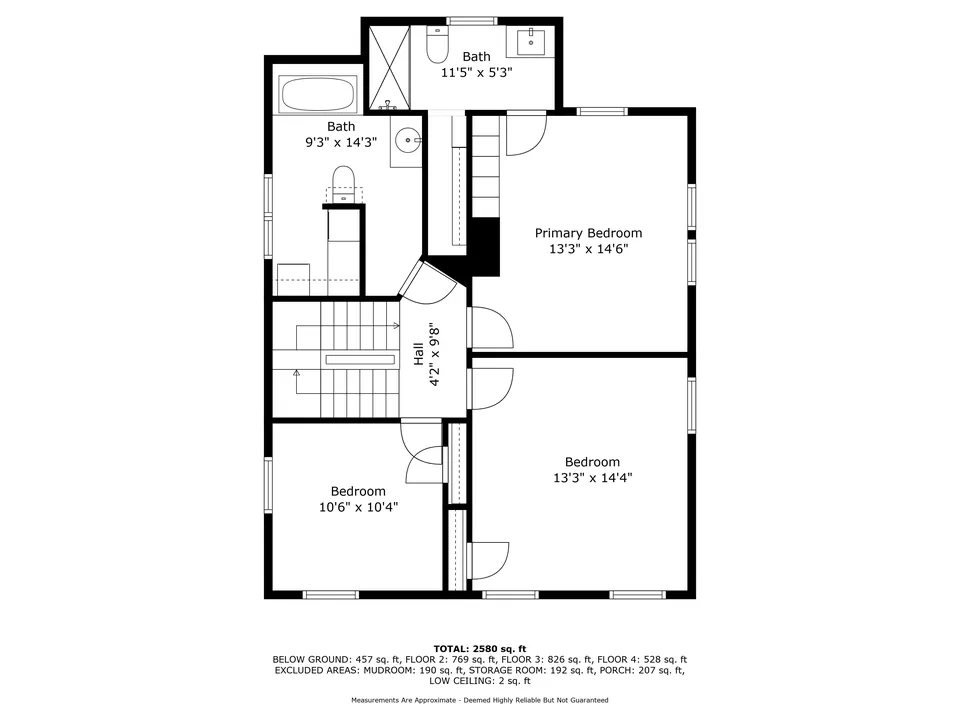 Bath
11'5" x 5'3"
Bath
9'3" x 14'3"
Primary Bedroom
13'3" x 14'6"
Hall
4'2" x 9'8"
Bedroom
13'3" x 14'4"
Bedroom
10'6" x 10'4"
TOTAL: 2580 sq. ft
BELOW GROUND: 457 sq. ft, FLOOR 2: 769 sq. ft, FLOOR 3: 826 sq. ft, FLOOR 4: 528 sq. ft
EXCLUDED AREAS: MUDROOM: 190 sq. ft, STORAGE ROOM: 192 sq. ft, PORCH: 207 sq. ft,
LOW CEILING: 2 sq. ft
Measurements Are Approximate - Deemed Highly Reliable But Not Guaranteed